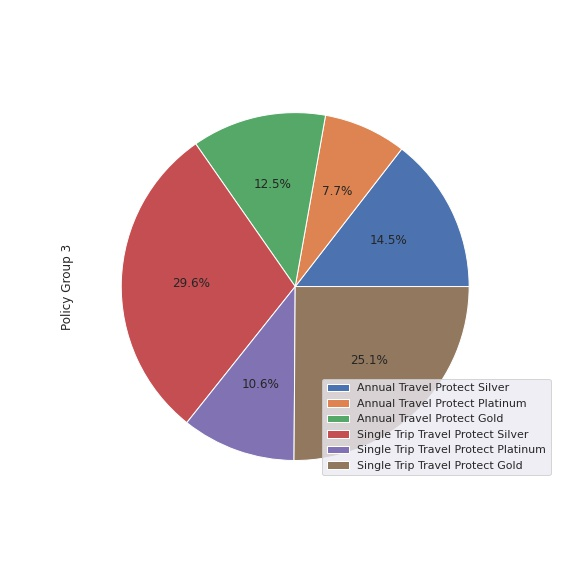 12.5%
7.7%
14.5%
Policy Group 3
29.6%
25.1%
10.6%
Annual Travel Protect Silver
Annual Travel Protect Platinum
Annual Travel Protect Gold
Single Trip Travel Protect Silver
Single Trip Travel Protect Platinum
Single Trip Travel Protect Gold